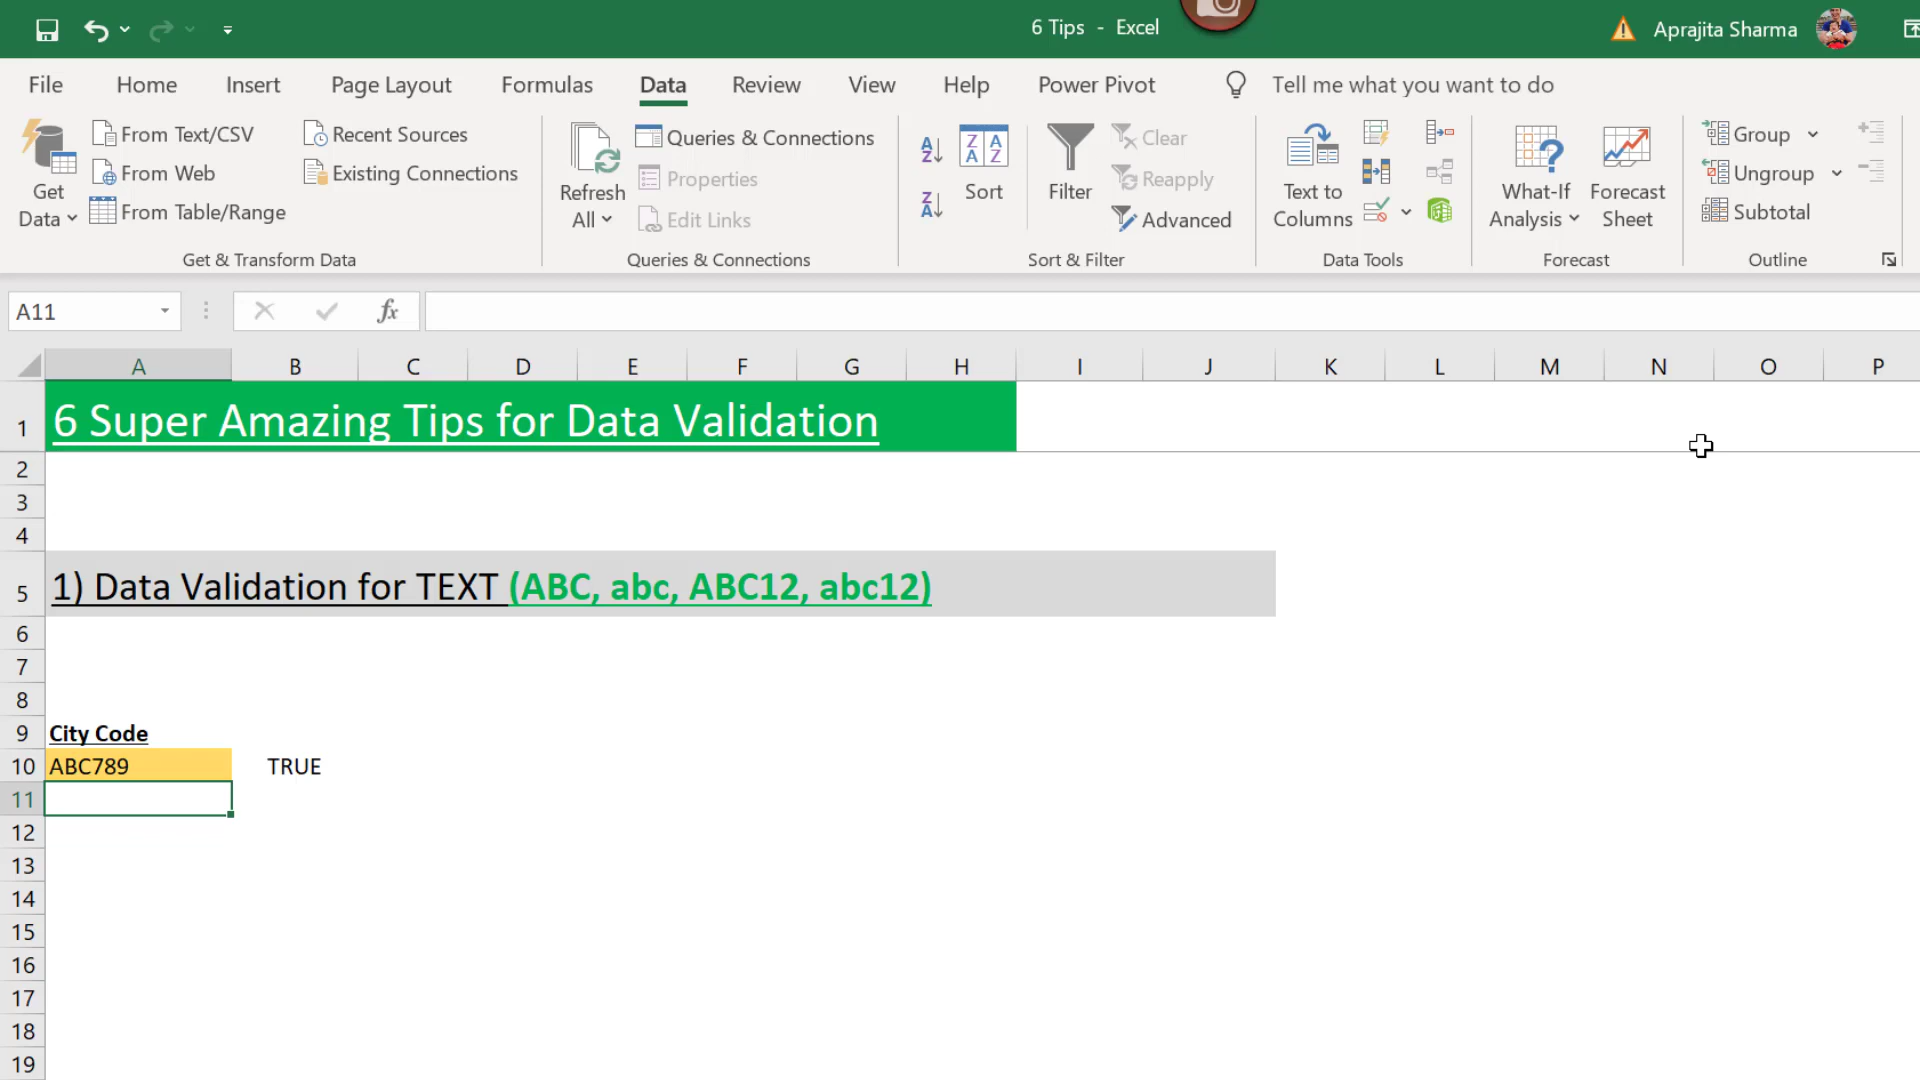 6 Tips - Excel
Aprajita Sharma
File Home Insert Page Layout Formulas Data Review View Help Power Pivot Tell me what you want to do
Get Data
From Text/CSV
From Web
From Table/Range
Recent Sources
Existing Connections
Get & Transform Data
Refresh All
Queries & Connections
Properties
Edit Links
Queries & Connections
Sort
Filter
Clear
Reapply
Advanced
Sort & Filter
Text to Columns
Data Tools
What-If Analysis
Forecast Sheet
Forecast
Group
Ungroup
Subtotal
Outline
A11
fx
A B C D E F G H I J K L M N O P
1 6 Super Amazing Tips for Data Validation
2
3
4
5 1) Data Validation for TEXT (ABC, abc, ABC12, abc12)
6
7
8
9 City Code
10 ABC789 TRUE
11
12
13
14
15
16
17
18
19